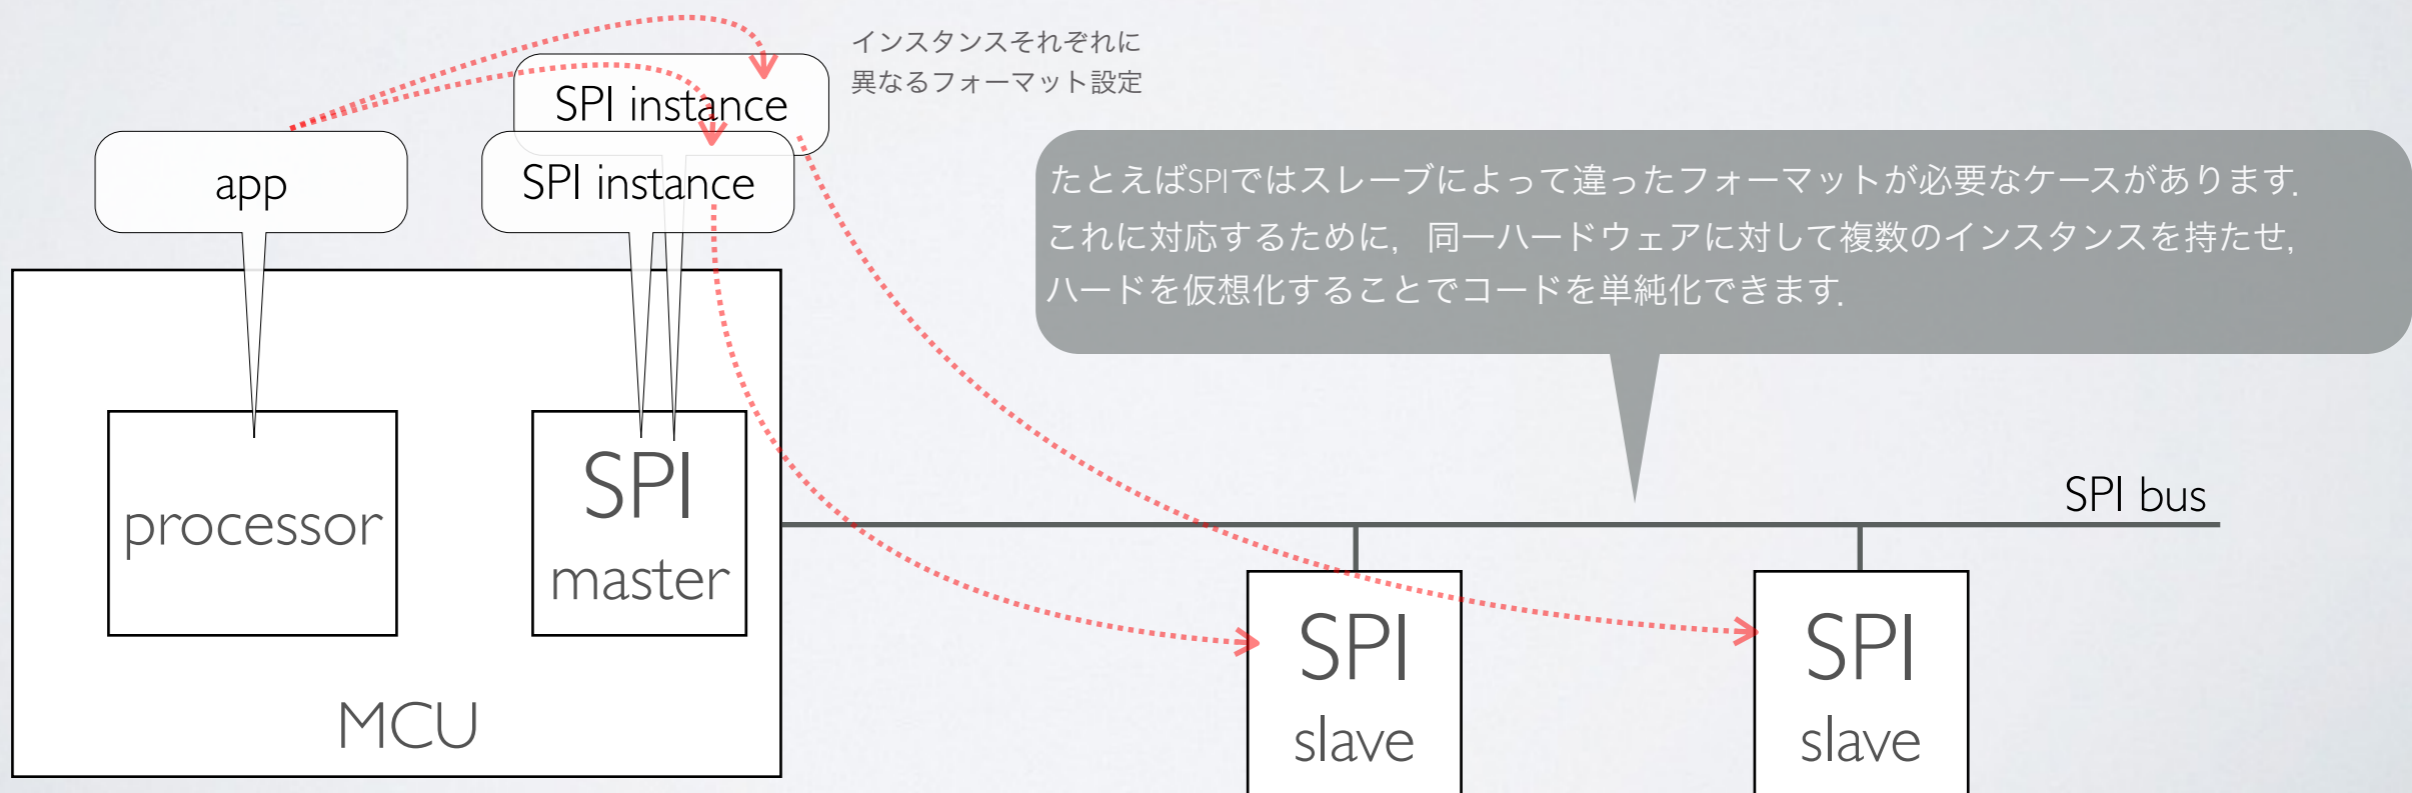 インスタンスそれぞれに
異なるフォーマット設定
SPI instance
app
SPI instance
たとえばSPIではスレーブによって違ったフォーマットが必要なケースがあります.
これに対応するために，同一ハードウェアに対して複数のインスタンスを持たせ,
ハードを仮想化することでコードを単純化できます.
processor
SPI
master
MCU
SPI bus
SPI
slave
SPI
slave